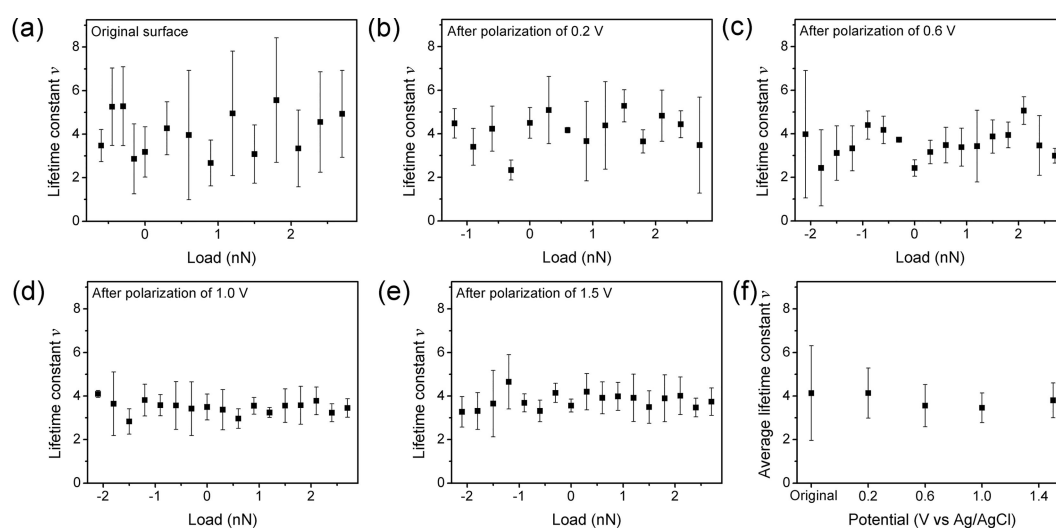 (a)
Original surface
8
6
4
2
0
Lifetime constant ν
0 1 2
Load (nN)
(b)
After polarization of 0.2 V
8
6
4
2
0
Lifetime constant ν
-1 0 1 2
Load (nN)
(c)
After polarization of 0.6 V
8
6
4
2
0
Lifetime constant ν
-2 -1 0 1 2
Load (nN)
(d)
After polarization of 1.0 V
8
6
4
2
0
Lifetime constant ν
-2 -1 0 1 2
Load (nN)
(e)
After polarization of 1.5 V
8
6
4
2
0
Lifetime constant ν
-2 -1 0 1 2
Load (nN)
(f)
8
6
4
2
0
Average lifetime constant ν
Original 0.2 0.6 1.0 1.4
Potential (V vs Ag/AgCl)